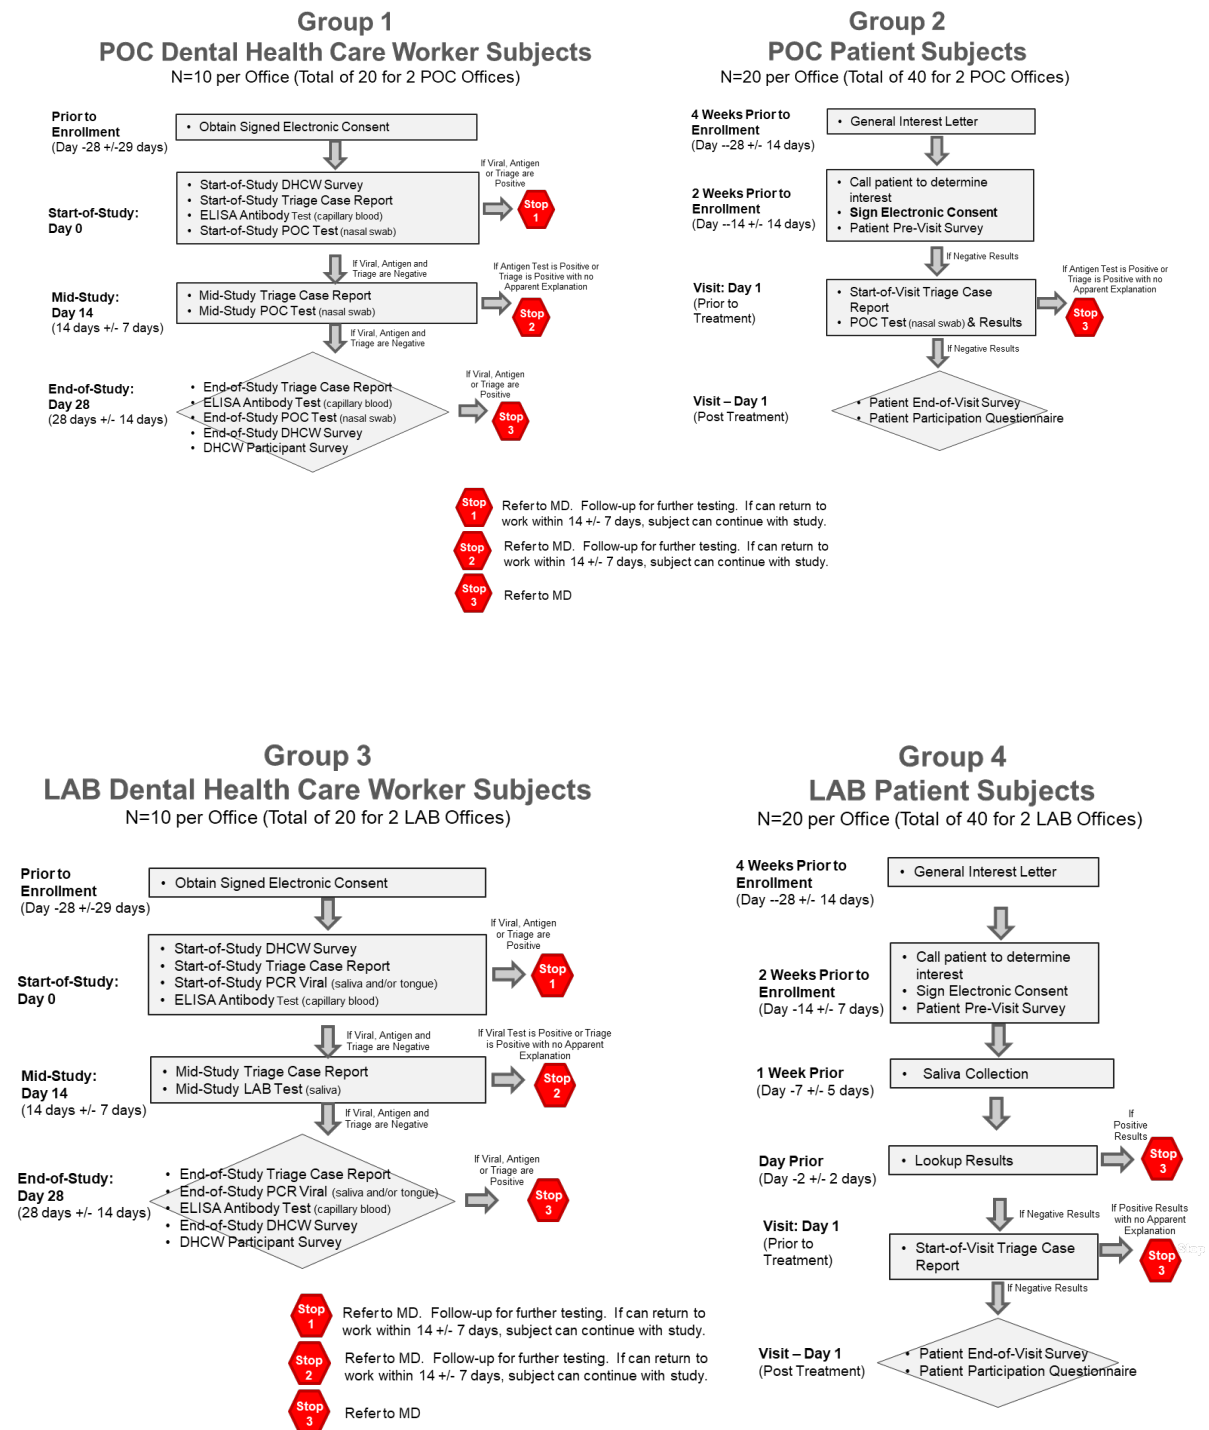 Group 1
POC Dental Health Care Worker Subjects
N=10 per Office (Total of 20 for 2 POC Offices)
Prior to
Enrollment
(Day -28 +/-29 days)
• Obtain Signed Electronic Consent
Start-of-Study:
Day 0
• Start-of-Study DHCW Survey
• Start-of-Study Triage Case Report
• ELISA Antibody Test (capillary blood)
• Start-of-Study POC Test (nasal swab)
If Viral, Antigen
or Triage are
Positive
Stop
1
If Viral, Antigen and
Triage are Negative
Mid-Study:
Day 14
(14 days +/- 7 days)
• Mid-Study Triage Case Report
• Mid-Study POC Test (nasal swab)
If Antigen Test is Positive or
Triage is Positive with no
Apparent Explanation
Stop
2
If Viral, Antigen and
Triage are Negative
End-of-Study:
Day 28
(28 days +/- 14 days)
• End-of-Study Triage Case Report
• ELISA Antibody Test (capillary blood)
• End-of-Study POC Test (nasal swab)
• End-of-Study DHCW Survey
• DHCW Participant Survey
If Viral, Antigen
or Triage are
Positive
Stop
3
Group 2
POC Patient Subjects
N=20 per Office (Total of 40 for 2 POC Offices)
4 Weeks Prior to
Enrollment
(Day --28 +/- 14 days)
• General Interest Letter
2 Weeks Prior to
Enrollment
(Day --14 +/- 14 days)
• Call patient to determine
interest
• Sign Electronic Consent
• Patient Pre-Visit Survey
If Negative Results
Visit: Day 1
(Prior to
Treatment)
• Start-of-Visit Triage Case
Report
• POC Test (nasal swab) & Results
If Antigen Test is Positive or
Triage is Positive with no
Apparent Explanation
Stop
3
If Negative Results
Visit – Day 1
(Post Treatment)
• Patient End-of-Visit Survey
• Patient Participation Questionnaire
Stop
1
Refer to MD. Follow-up for further testing. If can return to
work within 14 +/- 7 days, subject can continue with study.
Stop
2
Refer to MD. Follow-up for further testing. If can return to
work within 14 +/- 7 days, subject can continue with study.
Stop
3
Refer to MD
Group 3
LAB Dental Health Care Worker Subjects
N=10 per Office (Total of 20 for 2 LAB Offices)
Prior to
Enrollment
(Day -28 +/-29 days)
• Obtain Signed Electronic Consent
Start-of-Study:
Day 0
• Start-of-Study DHCW Survey
• Start-of-Study Triage Case Report
• Start-of-Study PCR Viral (saliva and/or tongue)
• ELISA Antibody Test (capillary blood)
If Viral, Antigen
or Triage are
Positive
Stop
1
If Viral, Antigen and
Triage are Negative
Mid-Study:
Day 14
(14 days +/- 7 days)
• Mid-Study Triage Case Report
• Mid-Study LAB Test (saliva)
If Viral Test is Positive or Triage
is Positive with no Apparent
Explanation
Stop
2
If Viral, Antigen and
Triage are Negative
End-of-Study:
Day 28
(28 days +/- 14 days)
• End-of-Study Triage Case Report
• End-of-Study PCR Viral (saliva and/or tongue)
• ELISA Antibody Test (capillary blood)
• End-of-Study DHCW Survey
• DHCW Participant Survey
If Viral, Antigen
or Triage are
Positive
Stop
3
Stop
1
Refer to MD. Follow-up for further testing. If can return to
work within 14 +/- 7 days, subject can continue with study.
Stop
2
Refer to MD. Follow-up for further testing. If can return to
work within 14 +/- 7 days, subject can continue with study.
Stop
3
Refer to MD
Group 4
LAB Patient Subjects
N=20 per Office (Total of 40 for 2 LAB Offices)
4 Weeks Prior to
Enrollment
(Day --28 +/- 14 days)
• General Interest Letter
2 Weeks Prior to
Enrollment
(Day -14 +/- 7 days)
• Call patient to determine
interest
• Sign Electronic Consent
• Patient Pre-Visit Survey
1 Week Prior
(Day -7 +/- 5 days)
• Saliva Collection
Day Prior
(Day -2 +/- 2 days)
• Lookup Results
If
Positive
Results
Stop
3
If Negative Results
Visit: Day 1
(Prior to
Treatment)
• Start-of-Visit Triage Case
Report
If Positive Results
with no Apparent
Explanation
Stop
3
If Negative Results
Visit – Day 1
(Post Treatment)
• Patient End-of-Visit Survey
• Patient Participation Questionnaire